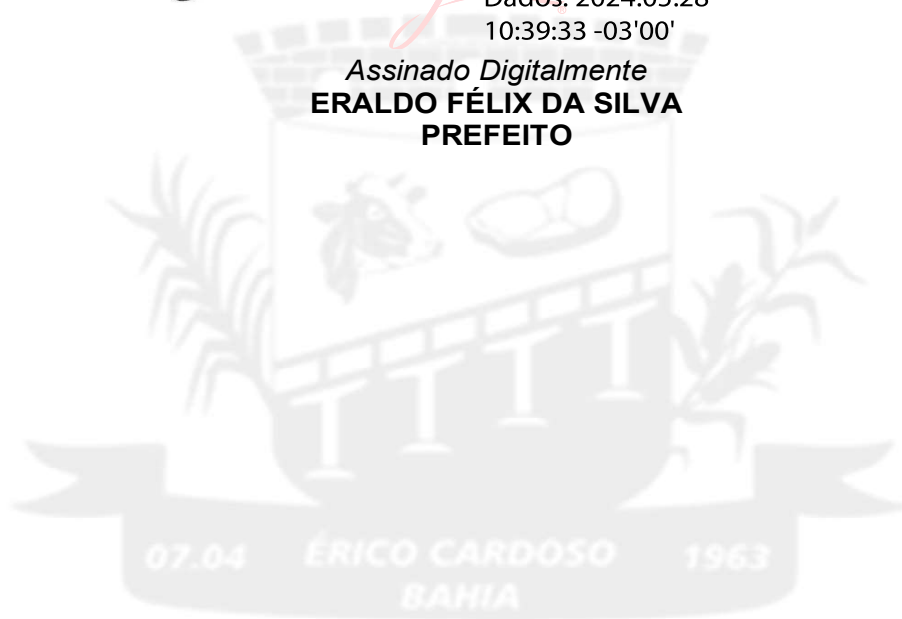 Dados: 2024.05.28
10:39:33 -03'00'
Assinado Digitalmente
ERALDO FÉLIX DA SILVA
PREFEITO
07.04 ÉRICO CARDOSO 1963
BAHIA